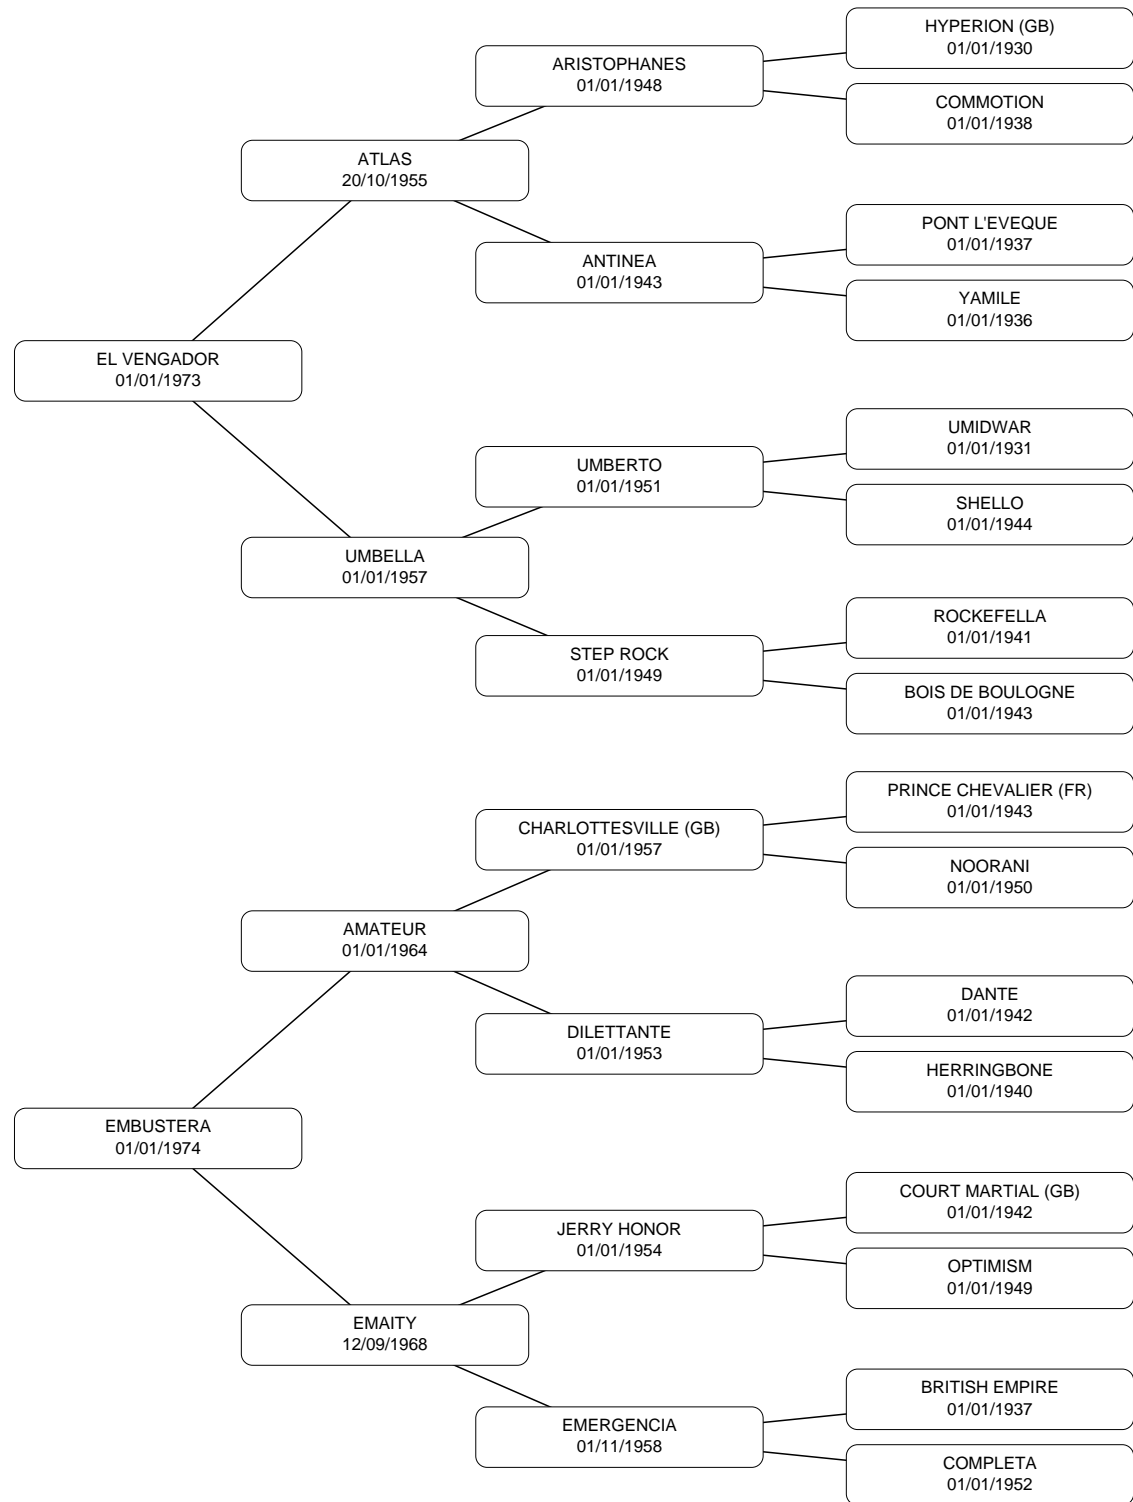 HYPERION (GB)
01/01/1930
ARISTOPHANES
01/01/1948
COMMOTION
01/01/1938
ATLAS
20/10/1955
PONT L'EVEQUE
01/01/1937
ANTINEA
01/01/1943
YAMILE
01/01/1936
EL VENGADOR
01/01/1973
UMIDWAR
01/01/1931
UMBERTO
01/01/1951
SHELLO
01/01/1944
UMBELLA
01/01/1957
ROCKEFELLA
01/01/1941
STEP ROCK
01/01/1949
BOIS DE BOULOGNE
01/01/1943
PRINCE CHEVALIER (FR)
01/01/1943
CHARLOTTESVILLE (GB)
01/01/1957
NOORANI
01/01/1950
AMATEUR
01/01/1964
DANTE
01/01/1942
DILETTANTE
01/01/1953
HERRINGBONE
01/01/1940
EMBUSTERA
01/01/1974
COURT MARTIAL (GB)
01/01/1942
JERRY HONOR
01/01/1954
OPTIMISM
01/01/1949
EMAITY
12/09/1968
BRITISH EMPIRE
01/01/1937
EMERGENCIA
01/11/1958
COMPLETA
01/01/1952